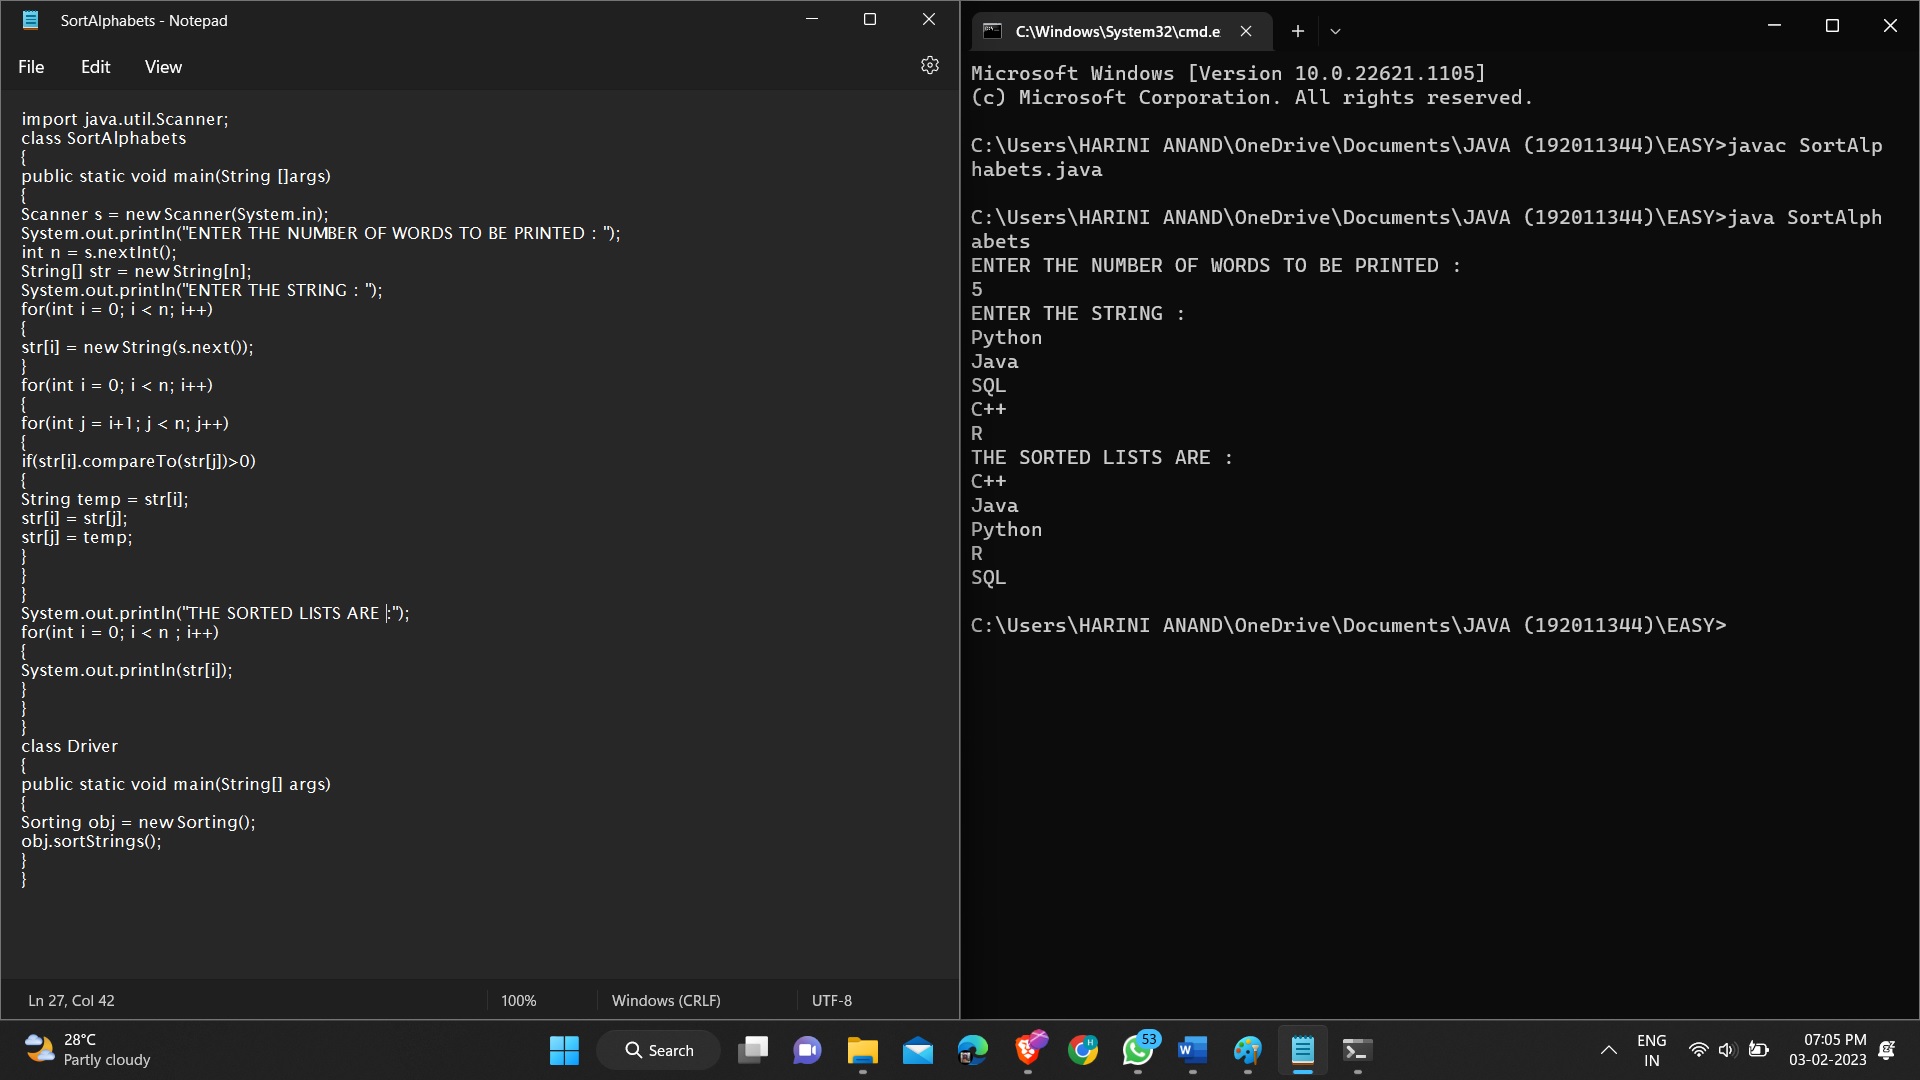 SortAlphabets - Notepad
File Edit View
import java.util.Scanner;
class SortAlphabets
{
public static void main(String []args)
{
Scanner s = new Scanner(System.in);
System.out.println("ENTER THE NUMBER OF WORDS TO BE PRINTED : ");
int n = s.nextInt();
String[] str = new String[n];
System.out.println("ENTER THE STRING : ");
for(int i = 0; i < n; i++)
{
str[i] = new String(s.next());
}
for(int i = 0; i < n; i++)
{
for(int j = i+1; j < n; j++)
{
if(str[i].compareTo(str[j])>0)
{
String temp = str[i];
str[i] = str[j];
str[j] = temp;
}
}
}
System.out.println("THE SORTED LISTS ARE :");
for(int i = 0; i < n ; i++)
{
System.out.println(str[i]);
}
}
}
class Driver
{
public static void main(String[] args)
{
Sorting obj = new Sorting();
obj.sortStrings();
}
}
Ln 27, Col 42 100% Windows (CRLF) UTF-8
C:\Windows\System32\cmd.e
Microsoft Windows [Version 10.0.22621.1105]
(c) Microsoft Corporation. All rights reserved.
C:\Users\HARINI ANAND\OneDrive\Documents\JAVA (192011344)\EASY>javac SortAlp
habets.java
C:\Users\HARINI ANAND\OneDrive\Documents\JAVA (192011344)\EASY>java SortAlph
abets
ENTER THE NUMBER OF WORDS TO BE PRINTED :
5
ENTER THE STRING :
Python
Java
SQL
C++
R
THE SORTED LISTS ARE :
C++
Java
Python
R
SQL
C:\Users\HARINI ANAND\OneDrive\Documents\JAVA (192011344)\EASY>
28°C
Partly cloudy
Search
53
ENG
IN
07:05 PM
03-02-2023